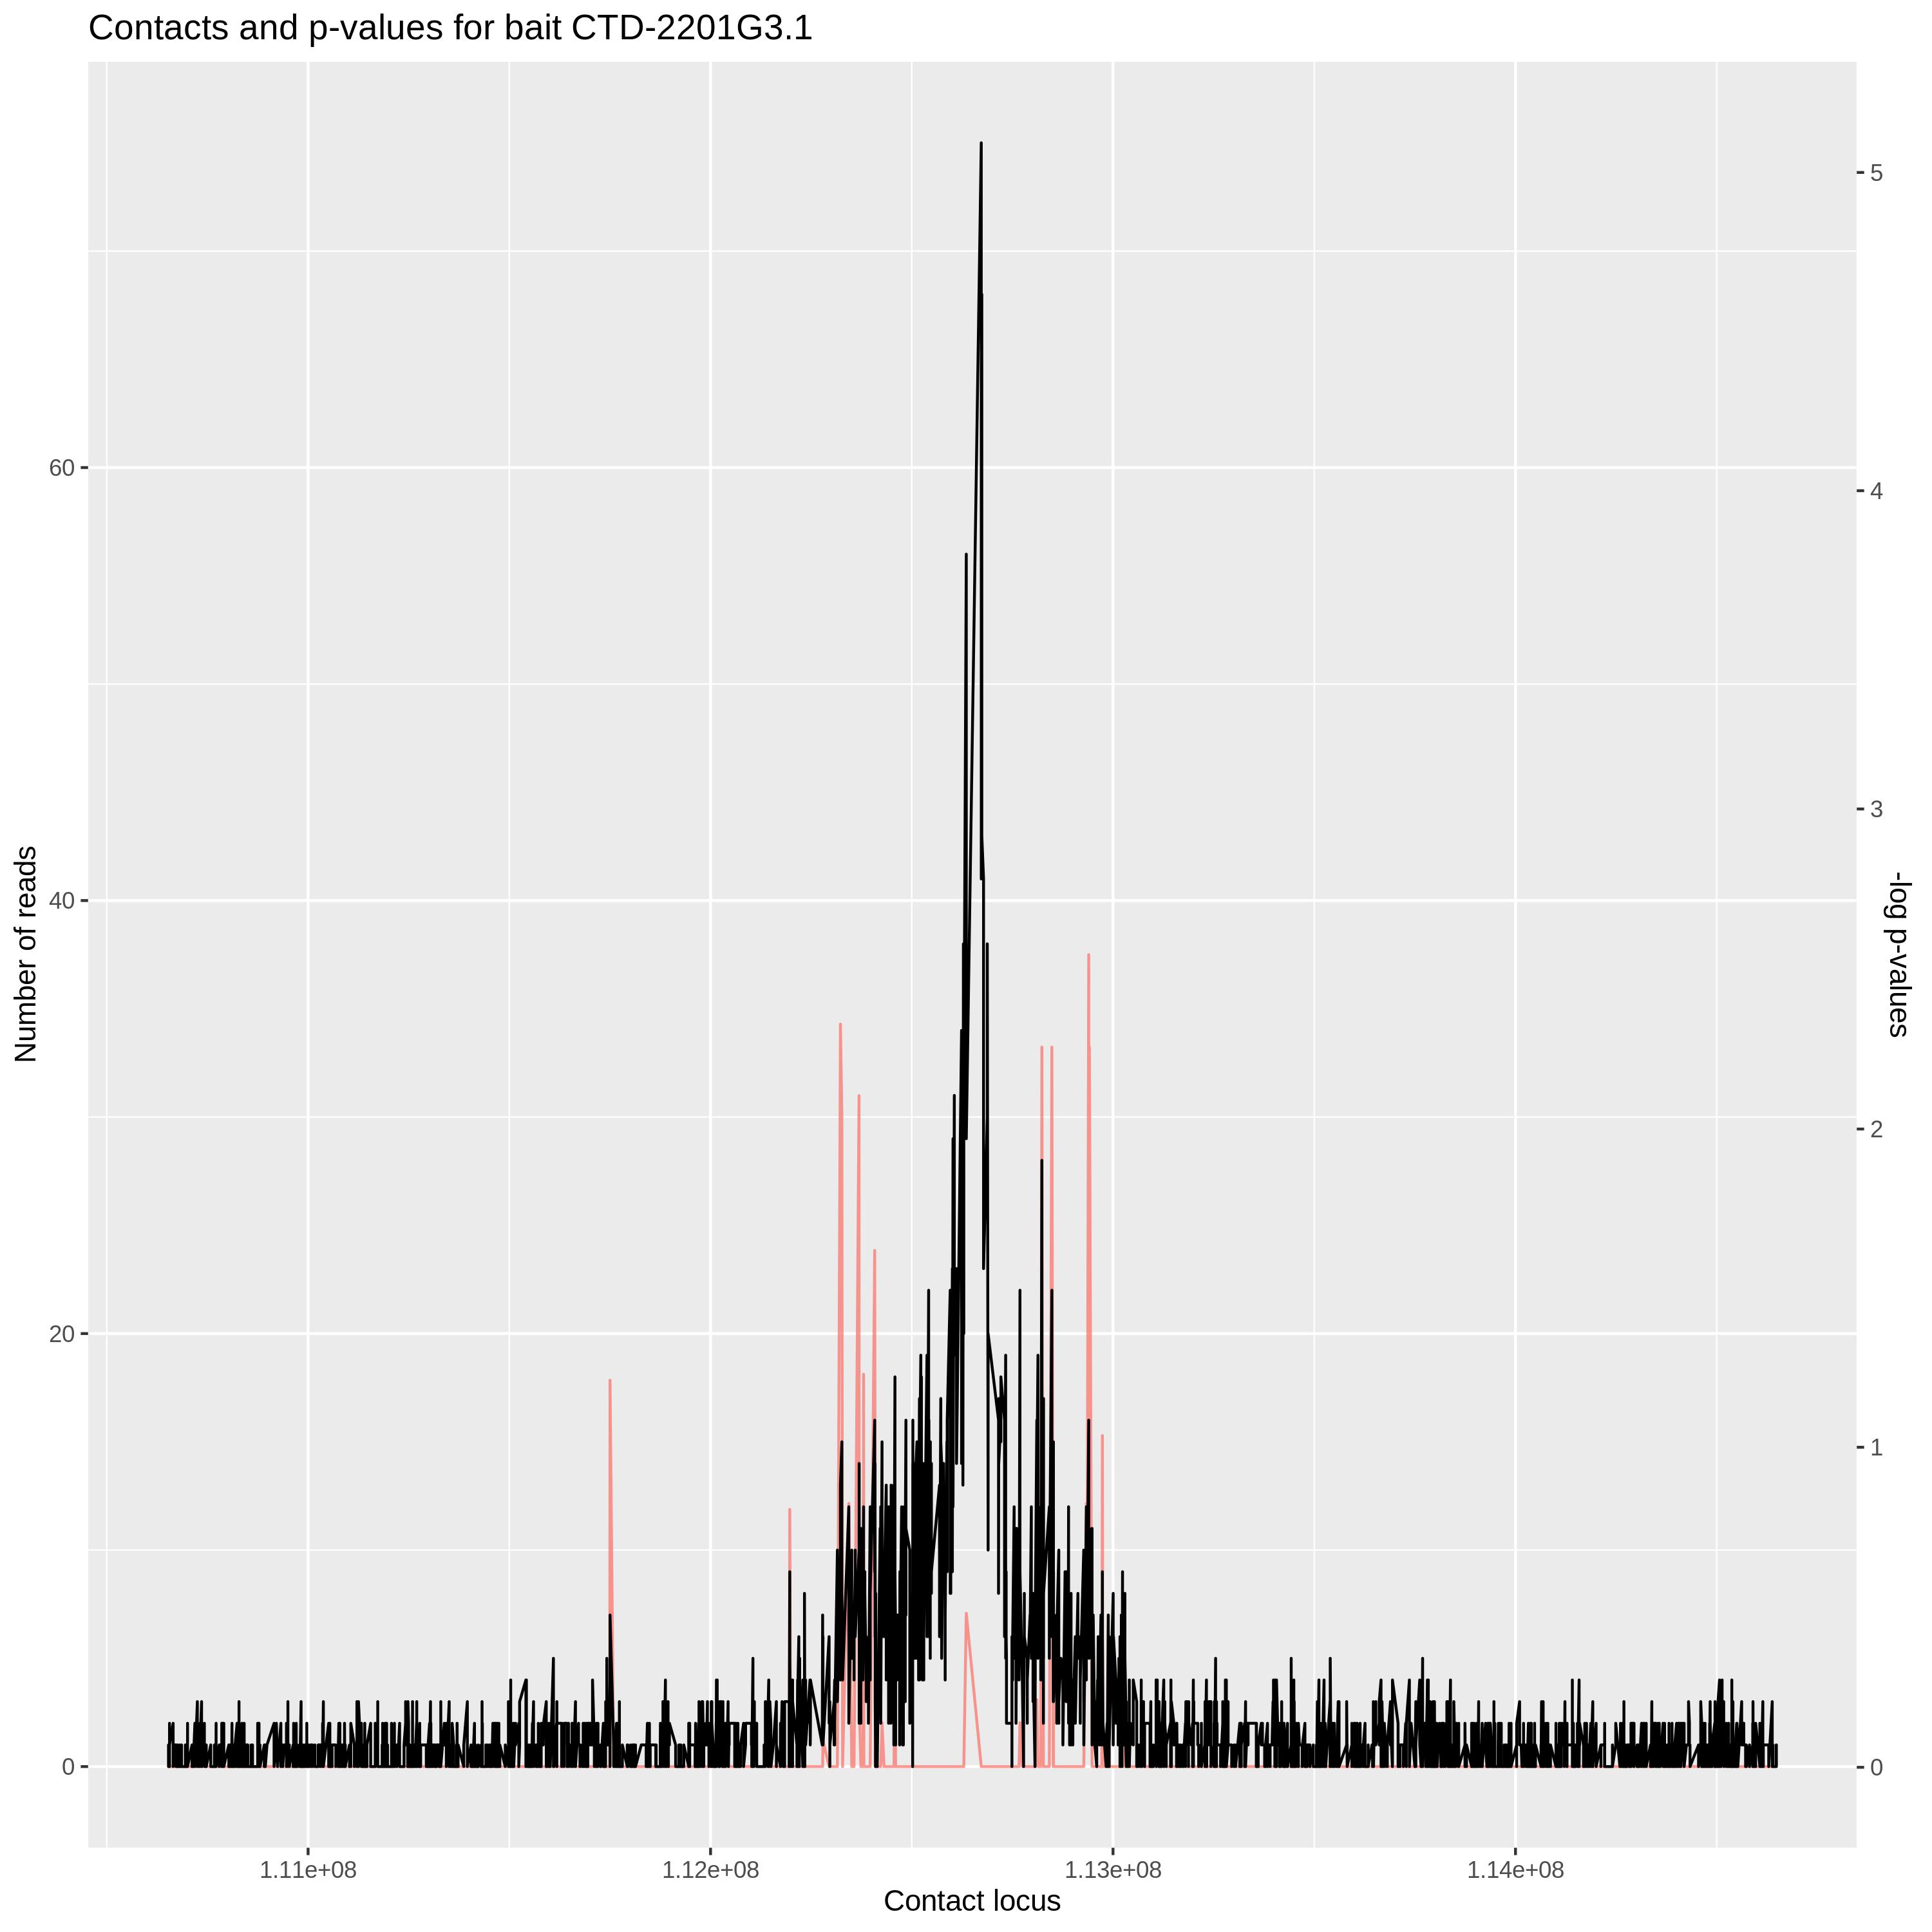 Contacts and p-values for bait CTD-2201G3.1
Number of reads
60
40
20
0
5
4
3
2
1
0
-log p-values
1.11e+08
1.12e+08
1.13e+08
1.14e+08
Contact locus